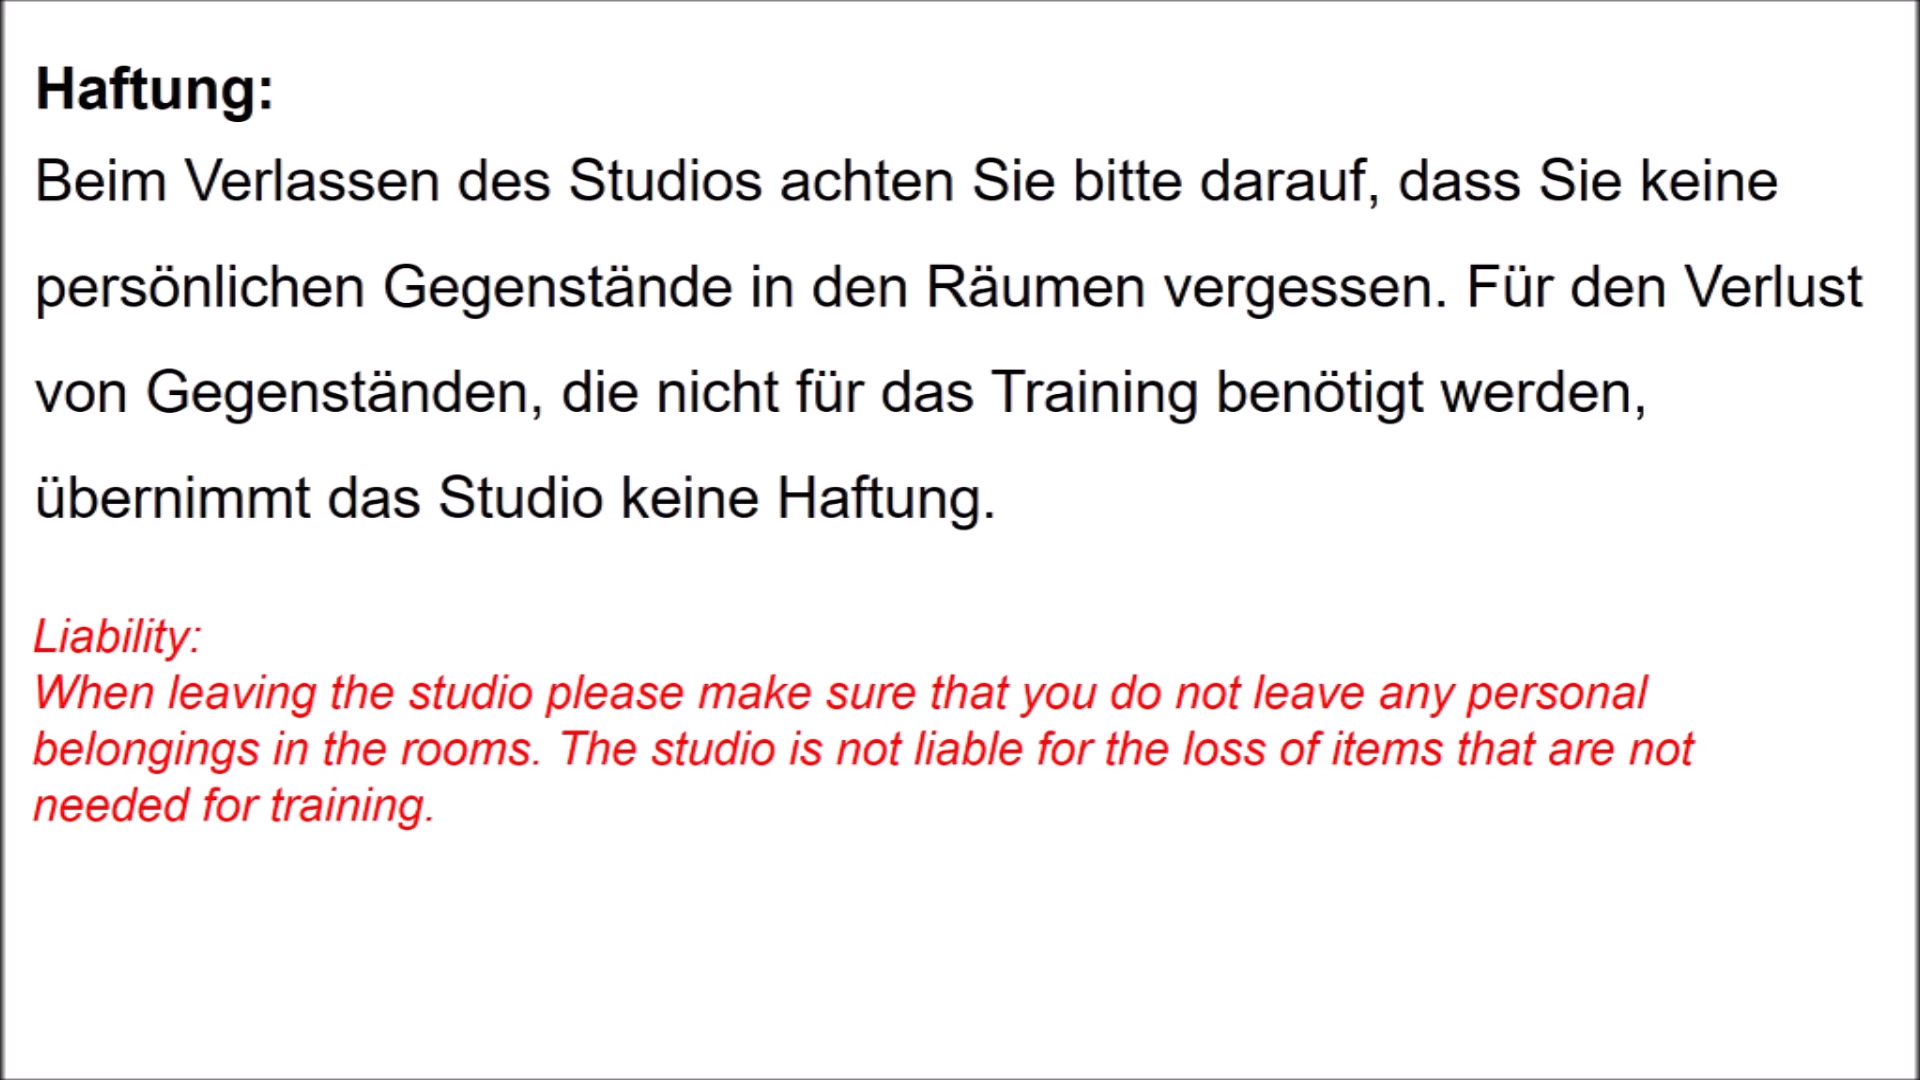 Haftung:
Beim Verlassen des Studios achten Sie bitte darauf, dass Sie keine
persönlichen Gegenstände in den Räumen vergessen. Für den Verlust
von Gegenständen, die nicht für das Training benötigt werden,
übernimmt das Studio keine Haftung.
Liability:
When leaving the studio please make sure that you do not leave any personal
belongings in the rooms. The studio is not liable for the loss of items that are not
needed for training.